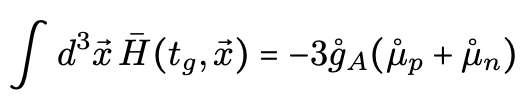 ∫ d³x⃗ H̄(t_g, x⃗) = −3g̊_A(μ̊_p + μ̊_n)